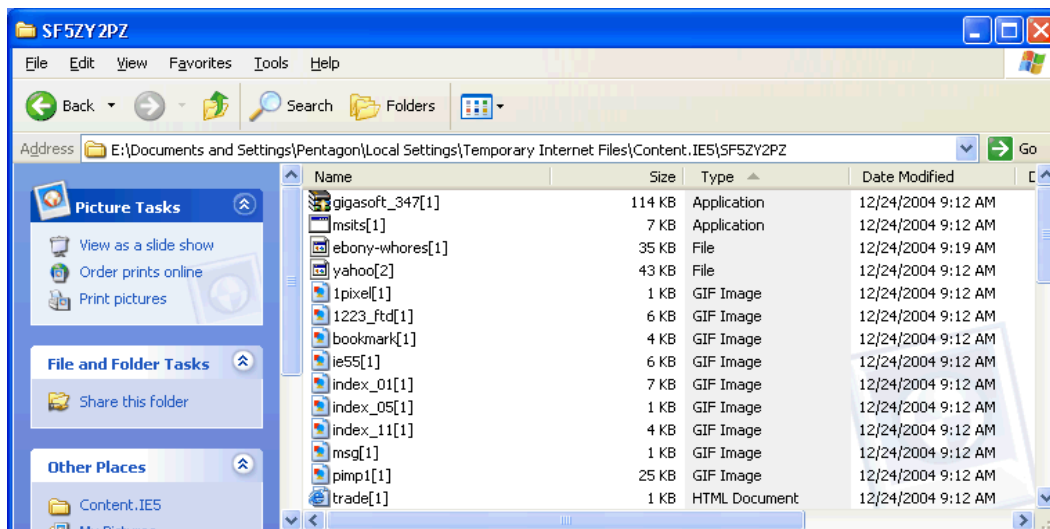 SF5ZY2PZ
File Edit View Favorites Tools Help
Back Search Folders
Address E:\Documents and Settings\Pentagon\Local Settings\Temporary Internet Files\Content.IE5\SF5ZY2PZ Go
Picture Tasks
View as a slide show
Order prints online
Print pictures
File and Folder Tasks
Share this folder
Other Places
Content.IE5
Name Size Type Date Modified
gigasoft_347[1] 114 KB Application 12/24/2004 9:12 AM
msits[1] 7 KB Application 12/24/2004 9:12 AM
ebony-whores[1] 35 KB File 12/24/2004 9:19 AM
yahoo[2] 43 KB File 12/24/2004 9:12 AM
1pixel[1] 1 KB GIF Image 12/24/2004 9:12 AM
1223_ftd[1] 6 KB GIF Image 12/24/2004 9:12 AM
bookmark[1] 4 KB GIF Image 12/24/2004 9:12 AM
ie55[1] 6 KB GIF Image 12/24/2004 9:12 AM
index_01[1] 7 KB GIF Image 12/24/2004 9:12 AM
index_05[1] 1 KB GIF Image 12/24/2004 9:12 AM
index_11[1] 4 KB GIF Image 12/24/2004 9:12 AM
msg[1] 1 KB GIF Image 12/24/2004 9:12 AM
pimp1[1] 25 KB GIF Image 12/24/2004 9:12 AM
trade[1] 1 KB HTML Document 12/24/2004 9:12 AM